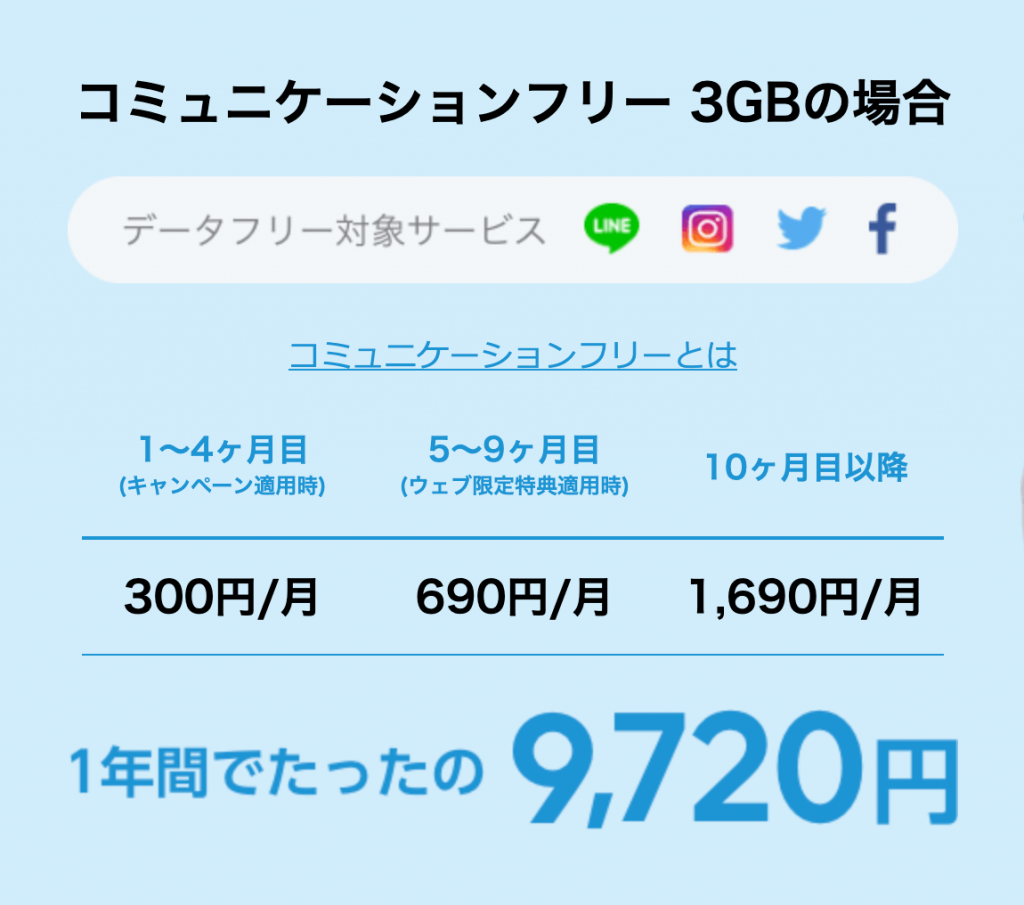 コミュニケーションフリー 3GBの場合
データフリー対象サービス LINE
コミュニケーションフリーとは
1〜4ヶ月目 5〜9ヶ月目 10ヶ月目以降
(キャンペーン適用時) (ウェブ限定特典適用時)
300円/月 690円/月 1,690円/月
1年間でたったの 9,720円